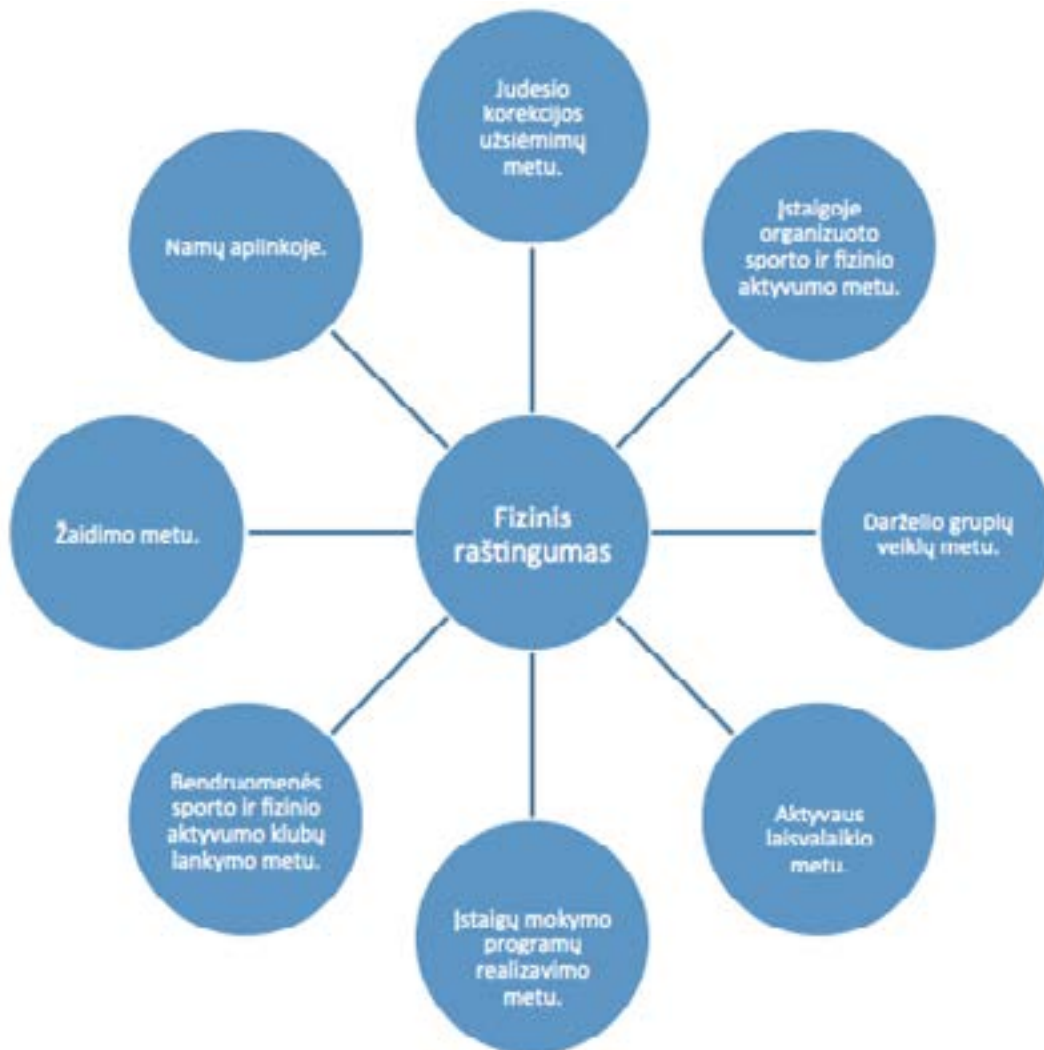 Judesio
korekcijos
užsiėmimų
metu.
Įstaigoje
organizuoto
sporto ir fizinio
aktyvumo metu.
Darželio grupių
veiklų metu.
Aktyvaus
laisvalaikio
metu.
Įstaigų mokymo
programų
realizavimo
metu.
Bendruomenės
sporto ir fizinio
aktyvumo klubų
lankymo metu.
Žaidimo metu.
Namų aplinkoje.
Fizinis
raštingumas